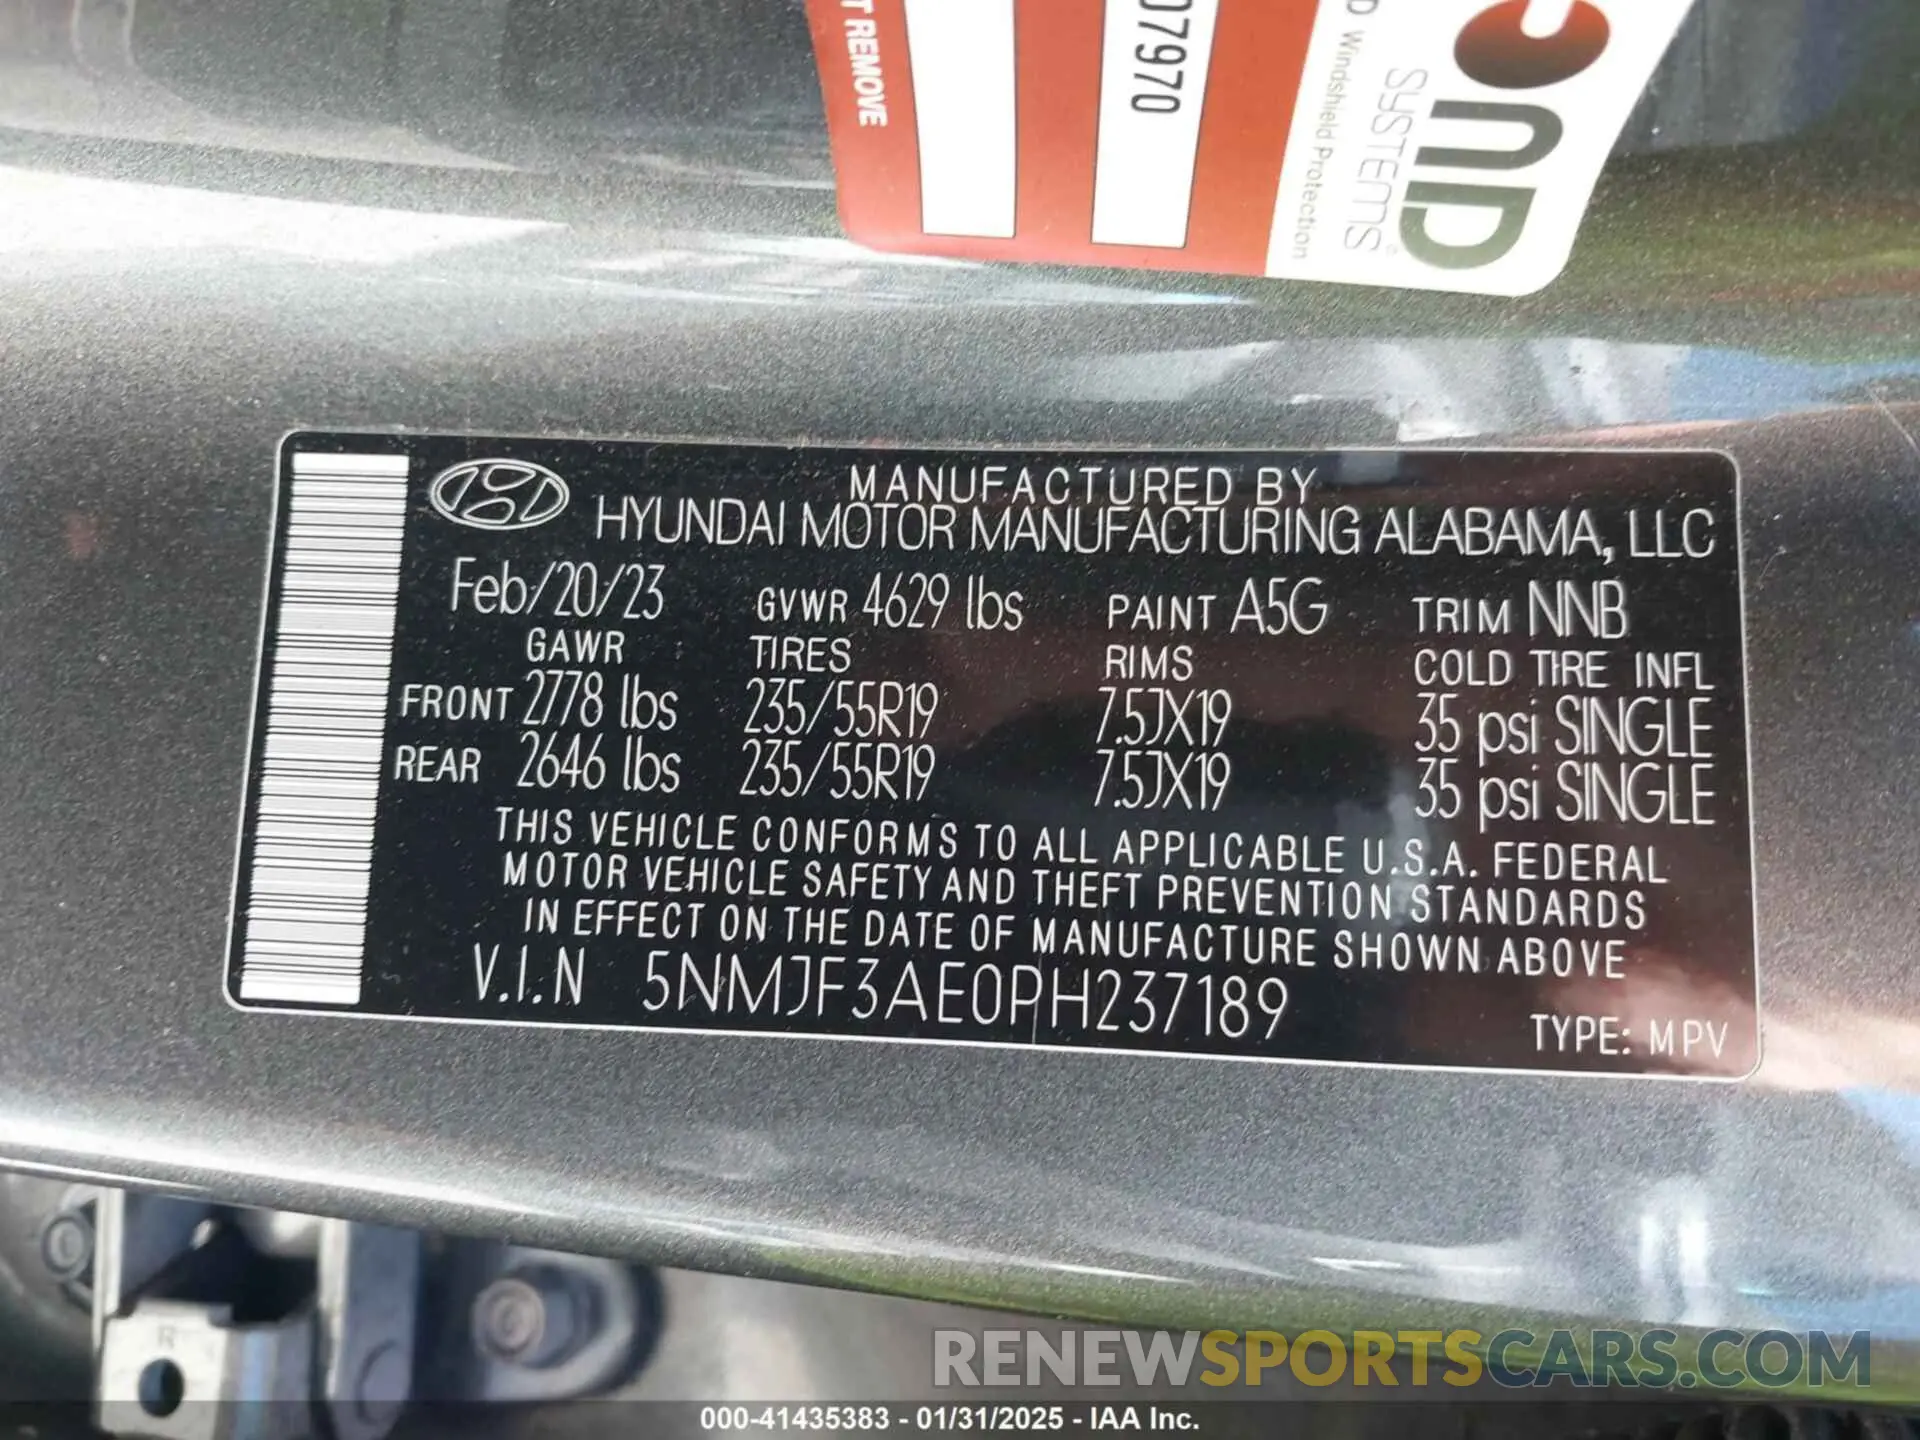 T REMOVE
07970
D Windshield Protection
SYSTEMS
MANUFACTURED BY
HYUNDAI MOTOR MANUFACTURING ALABAMA, LLC
Feb/20/23 GVWR 4629 lbs PAINT A5G TRIM NNB
GAWR TIRES RIMS COLD TIRE INFL
FRONT 2778 lbs 235/55R19 7.5JX19 35 psi SINGLE
REAR 2646 lbs 235/55R19 7.5JX19 35 psi SINGLE
THIS VEHICLE CONFORMS TO ALL APPLICABLE U.S.A. FEDERAL
MOTOR VEHICLE SAFETY AND THEFT PREVENTION STANDARDS
IN EFFECT ON THE DATE OF MANUFACTURE SHOWN ABOVE
V.I.N 5NMJF3AE0PH237189
TYPE: MPV
R
RENEWSPORTSCARS.COM
000-41435383 - 01/31/2025 - IAA Inc.